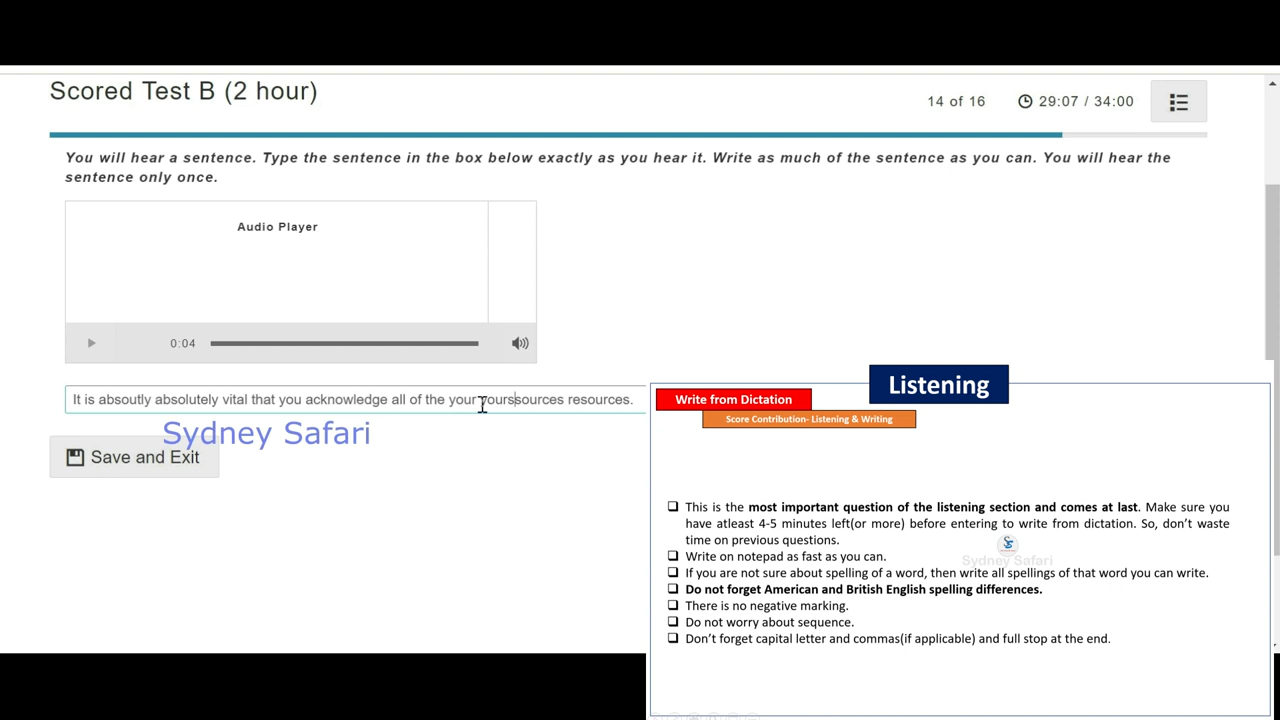 Scored Test B (2 hour)
14 of 16
29:07 / 34:00
You will hear a sentence. Type the sentence in the box below exactly as you hear it. Write as much of the sentence as you can. You will hear the
sentence only once.
Audio Player
0:04
It is absoutly absolutely vital that you acknowledge all of the your yourssources resources.
Sydney Safari
Save and Exit
Listening
Write from Dictation
Score Contribution- Listening & Writing
This is the most important question of the listening section and comes at last. Make sure you
have atleast 4-5 minutes left(or more) before entering to write from dictation. So, don't waste
time on previous questions.
Write on notepad as fast as you can.
Sydney Safari
If you are not sure about spelling of a word, then write all spellings of that word you can write.
Do not forget American and British English spelling differences.
There is no negative marking.
Do not worry about sequence.
Don't forget capital letter and commas(if applicable) and full stop at the end.